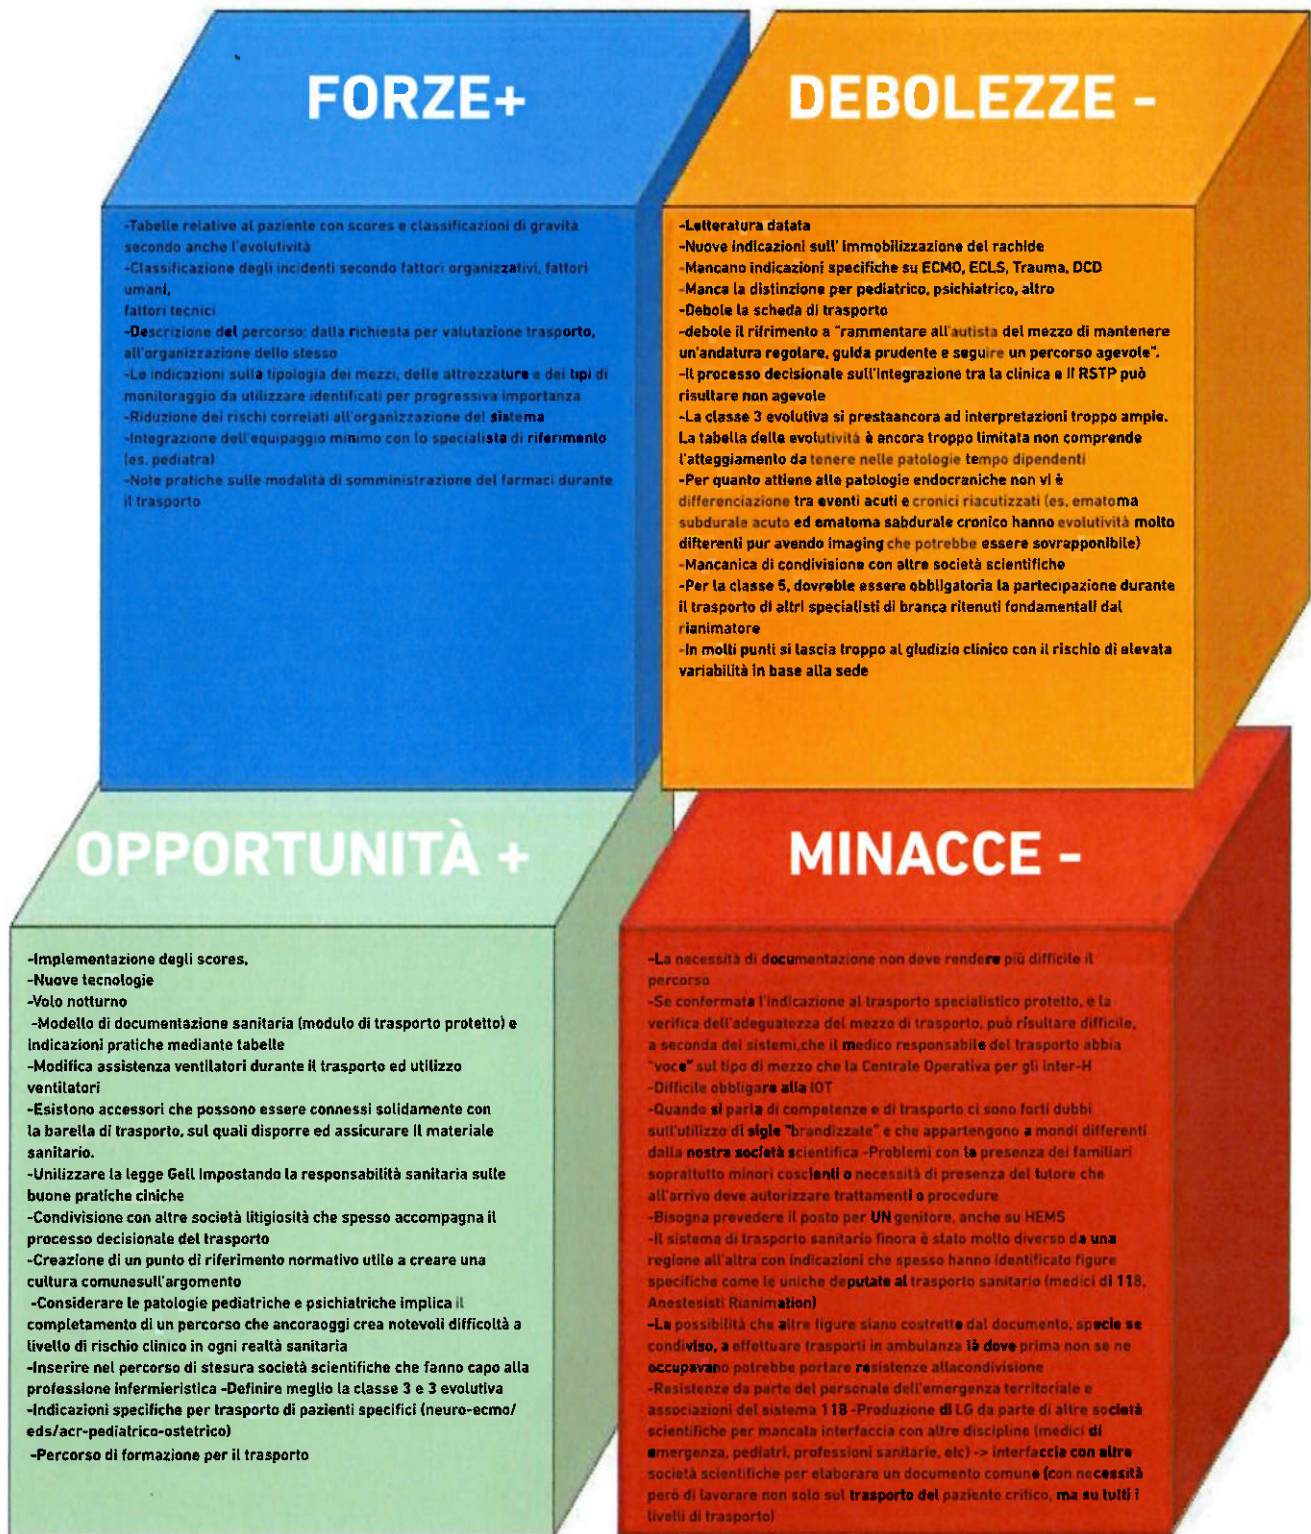 FORZE+
-Tabelle relative al paziente con scores e classificazioni di gravità
secondo anche l'evolutività
-Classificazione degli incidenti secondo fattori organizzativi, fattori
umani,
fattori tecnici
-Descrizione del percorso: dalla richiesta per valutazione trasporto,
all'organizzazione dello stesso
-Le indicazioni sulla tipologia dei mezzi, delle attrezzature e dei tipi di
monitoraggio da utilizzare identificati per progressiva importanza
-Riduzione dei rischi correlati all'organizzazione del sistema
-Integrazione dell'equipaggio minimo con lo specialista di riferimento
(es. pediatra)
-Note pratiche sulle modalità di somministrazione dei farmaci durante
il trasporto
DEBOLEZZE -
-Letteratura datata
-Nuove indicazioni sull' immobilizzazione del rachide
-Mancano indicazioni specifiche su ECMO, ECLS, Trauma, DCD
-Manca la distinzione per pediatrico, psichiatrico, altro
-Debole la scheda di trasporto
-debole il rifrimento a "rammentare all'autista del mezzo di mantenere
un'andatura regolare, guida prudente e seguire un percorso agevole".
-Il processo decisionale sull'integrazione tra la clinica e il RSTP può
risultare non agevole
-La classe 3 evolutiva si prestaancora ad interpretazioni troppo ampie.
La tabella delle evolutività è ancora troppo limitata non comprende
l'atteggiamento da tenere nelle patologie tempo dipendenti
-Per quanto attiene alle patologie endocraniche non vi è
differenziazione tra eventi acuti e cronici riacutizzati (es, ematoma
subdurale acuto ed ematoma sabdurale cronico hanno evolutività molto
differenti pur avendo imaging che potrebbe essere sovrapponibile)
-Mancanica di condivisione con altre società scientifiche
-Per la classe 5, dovreble essere obbligatoria la partecipazione durante
il trasporto di altri specialisti di branca ritenuti fondamentali dal
rianimatore
-In molti punti si lascia troppo al giudizio clinico con il rischio di elevata
variabilità in base alla sede
OPPORTUNITÀ +
-Implementazione degli scores,
-Nuove tecnologie
-Volo notturno
-Modello di documentazione sanitaria (modulo di trasporto protetto) e
indicazioni pratiche mediante tabelle
-Modifica assistenza ventilatori durante il trasporto ed utilizzo
ventilatori
-Esistono accessori che possono essere connessi solidamente con
la barella di trasporto, sul quali disporre ed assicurare il materiale
sanitario.
-Unilizzare la legge Gell impostando la responsabilità sanitaria sulle
buone pratiche ciniche
-Condivisione con altre società litigiosità che spesso accompagna il
processo decisionale del trasporto
-Creazione di un punto di riferimento normativo utile a creare una
cultura comunesull'argomento
-Considerare le patologie pediatriche e psichiatriche implica il
completamento di un percorso che ancoraoggi crea notevoli difficoltà a
livello di rischio clinico in ogni realtà sanitaria
-Inserire nel percorso di stesura società scientifiche che fanno capo alla
professione infermieristica -Definire meglio la classe 3 e 3 evolutiva
-Indicazioni specifiche per trasporto di pazienti specifici (neuro-ecmo/
eds/acr-pediatrico-ostetrico)
-Percorso di formazione per il trasporto
MINACCE -
-La necessità di documentazione non deve rendere più difficile il
percorso
-Se confermata l'indicazione al trasporto specialistico protetto, e la
verifica dell'adeguatezza del mezzo di trasporto, può risultare difficile,
a seconda dei sistemi,che il medico responsabile del trasporto abbia
"voce" sul tipo di mezzo che la Centrale Operativa per gli inter-H
-Difficile obbligare alla IOT
-Quando si parla di competenze e di trasporto ci sono forti dubbi
sull'utilizzo di sigle "brandizzate" e che appartengono a mondi differenti
dalla nostra società scientifica -Problemi con la presenza dei familiari
soprattutto minori coscienti o necessità di presenza del tutore che
all'arrivo deve autorizzare trattamenti o procedure
-Bisogna prevedere il posto per UN genitore, anche su HEMS
-Il sistema di trasporto sanitario finora è stato molto diverso da una
regione all'altra con indicazioni che spesso hanno identificato figure
specifiche come le uniche deputate al trasporto sanitario (medici di 118,
Anestesisti Rianimation)
-La possibilità che altre figure siano costrette dal documento, specie se
condiviso, a effettuare trasporti in ambulanza là dove prima non se ne
occupavano potrebbe portare resistenze allacondivisione
-Resistenze da parte del personale dell'emergenza territoriale e
associazioni del sistema 118 -Produzione di LG da parte di altre società
scientifiche per mancata interfaccia con altre discipline (medici di
emergenza, pediatri, professioni sanitarie, etc) -> interfaccia con altre
società scientifiche per elaborare un documento comune (con necessità
però di lavorare non solo sul trasporto del paziente critico, ma su tutti i
livelli di trasporto)